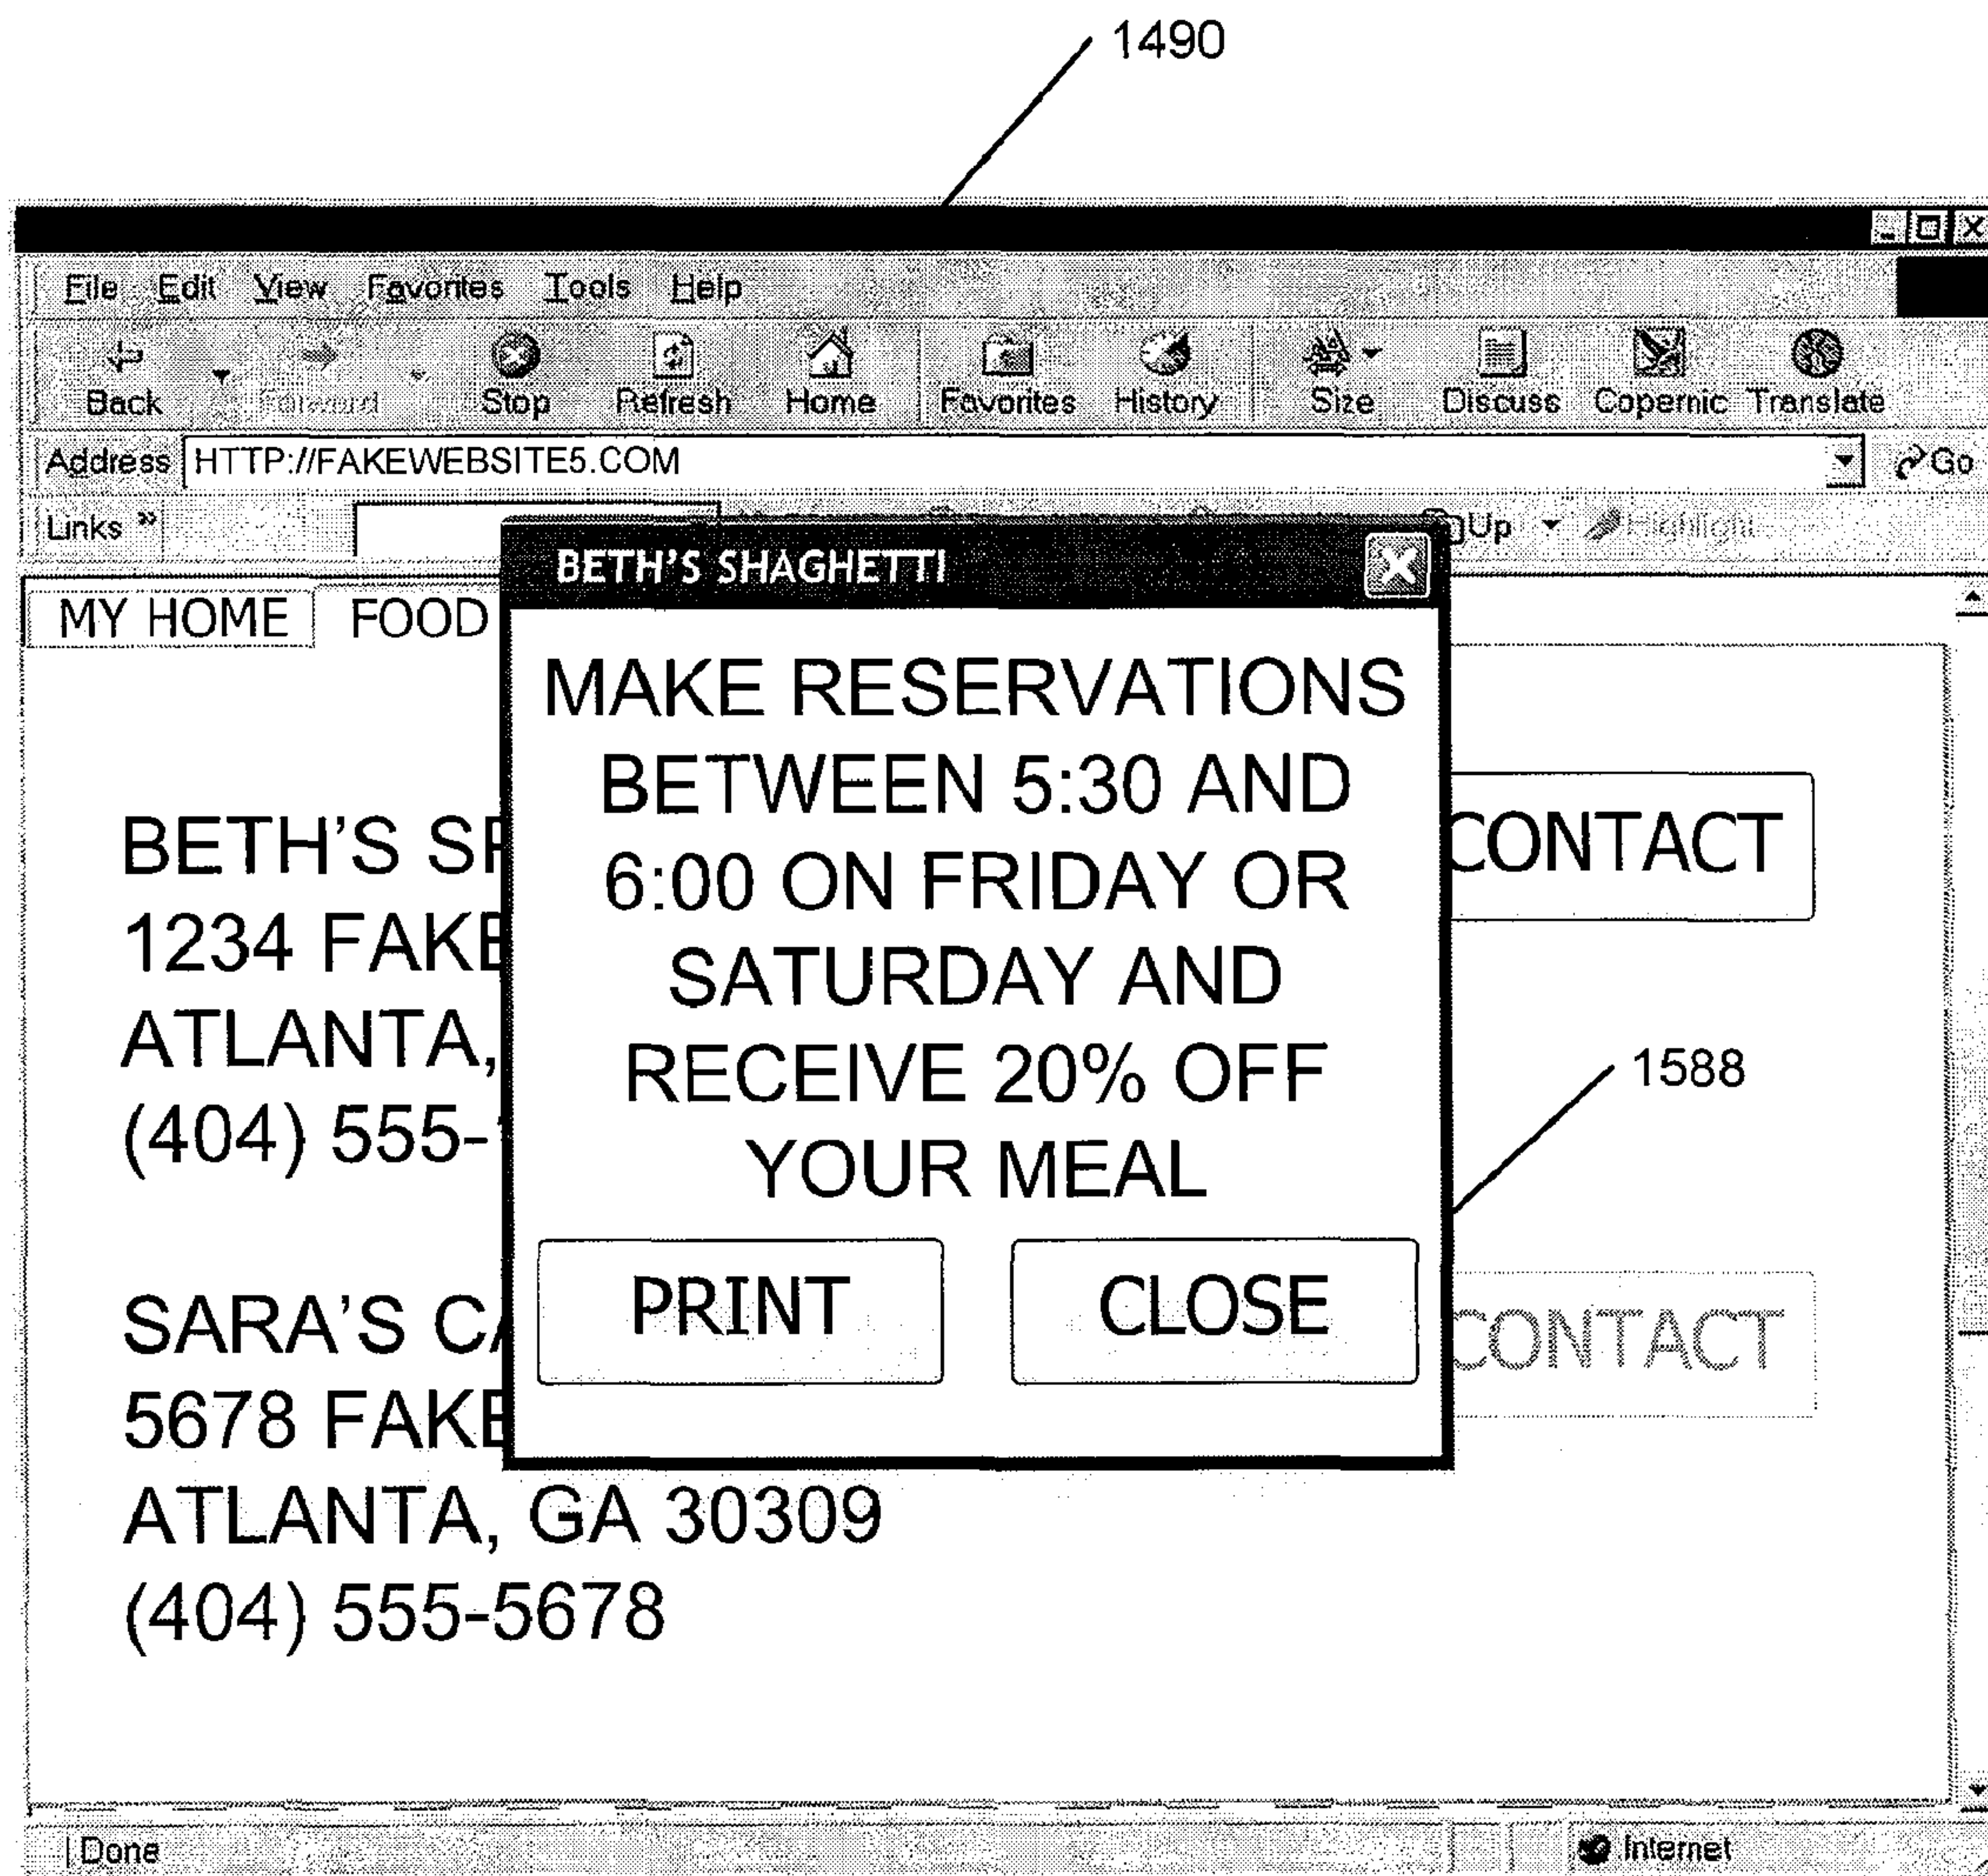 1490
File Edit View Favorites Tools Help
Back Forward Stop Refresh Home Favorites History Size Discuss Copernic Translate
Address HTTP://FAKEWEBSITE5.COM Go
Links » Up Highlight
BETH'S SHAGHETTI
MY HOME FOOD
MAKE RESERVATIONS
BETWEEN 5:30 AND
6:00 ON FRIDAY OR
SATURDAY AND
RECEIVE 20% OFF
YOUR MEAL
PRINT CLOSE
BETH'S SP
1234 FAKE
ATLANTA,
(404) 555-
CONTACT
1588
SARA'S CA
5678 FAKE
ATLANTA, GA 30309
(404) 555-5678
CONTACT
Done Internet